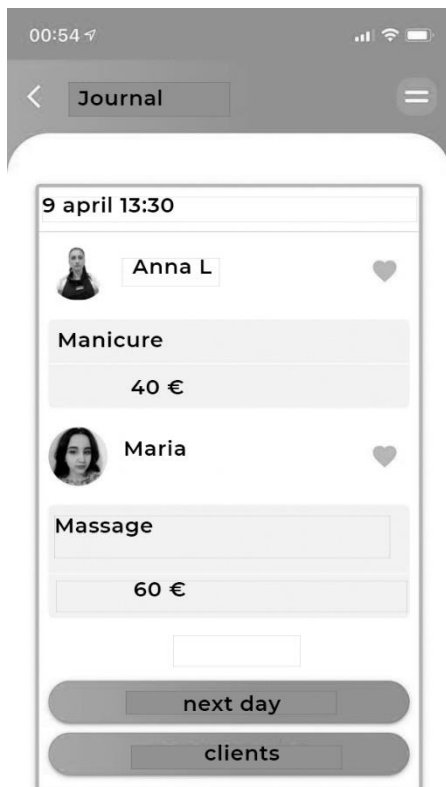 00:54
Journal
9 april 13:30
Anna L
Manicure
40 €
Maria
Massage
60 €
next day
clients